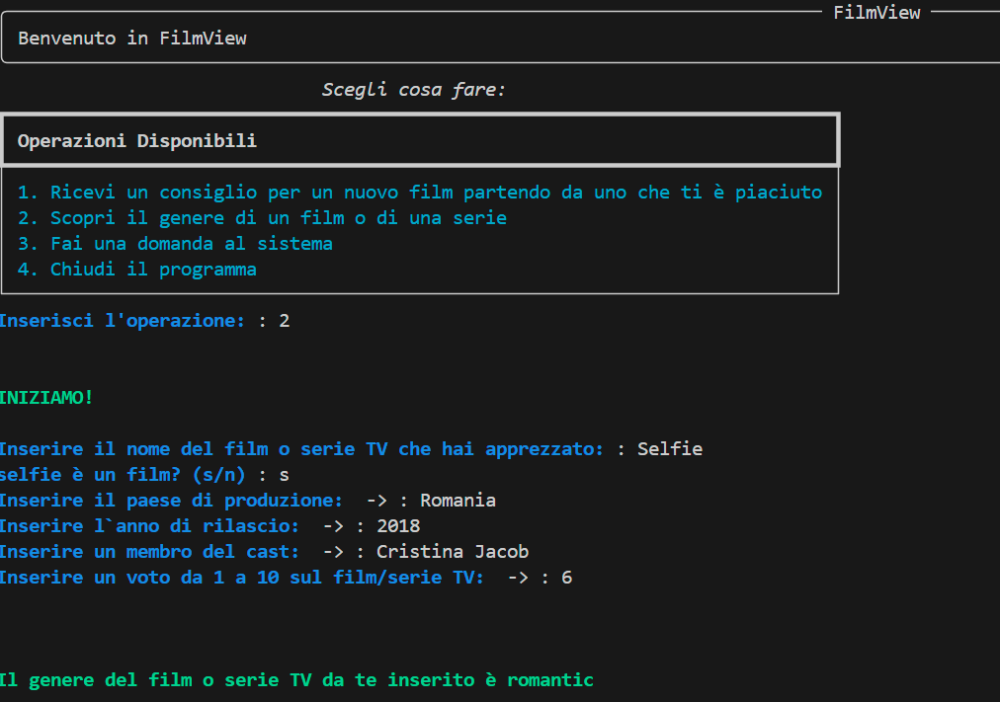 FilmView
Benvenuto in FilmView
Scegli cosa fare:
Operazioni Disponibili
1. Ricevi un consiglio per un nuovo film partendo da uno che ti è piaciuto
2. Scopri il genere di un film o di una serie
3. Fai una domanda al sistema
4. Chiudi il programma
Inserisci l'operazione: : 2
INIZIAMO!
Inserire il nome del film o serie TV che hai apprezzato: : Selfie
selfie è un film? (s/n) : s
Inserire il paese di produzione:  -> : Romania
Inserire l`anno di rilascio:  -> : 2018
Inserire un membro del cast:  -> : Cristina Jacob
Inserire un voto da 1 a 10 sul film/serie TV:  -> : 6
Il genere del film o serie TV da te inserito è romantic